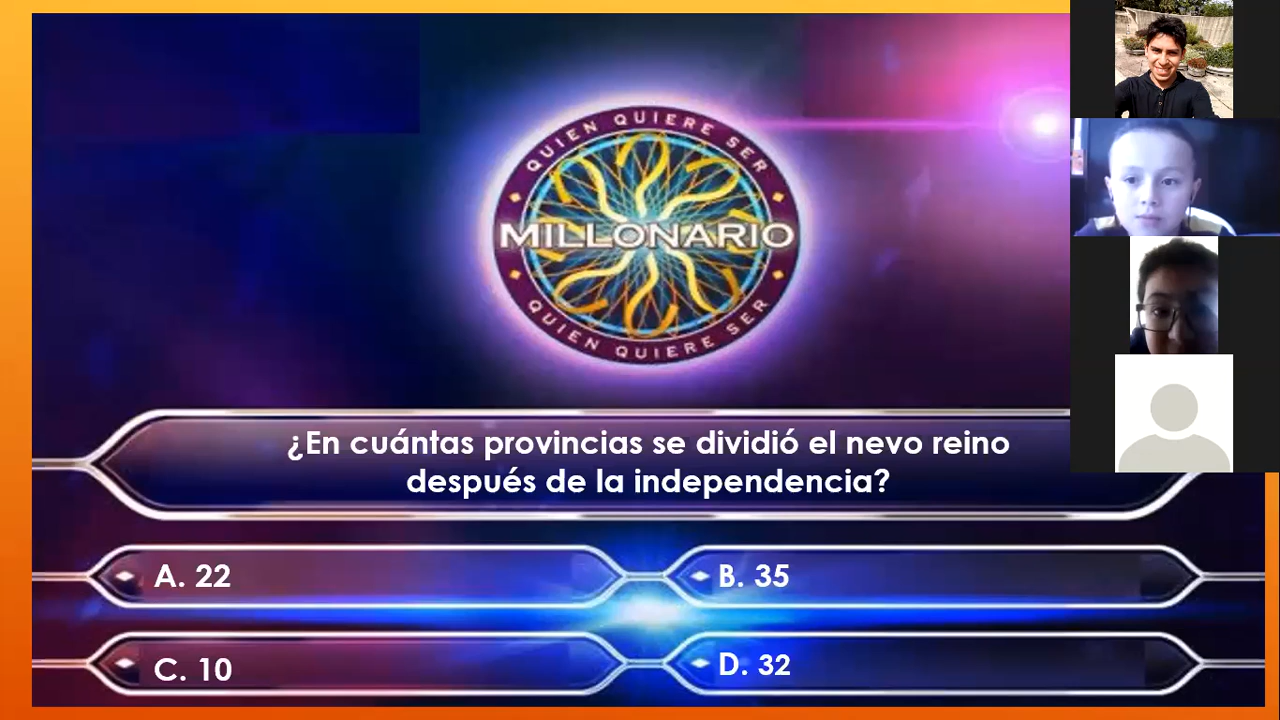 QUIEN QUIERE SER
MILLONARIO
QUIEN QUIERE SER
¿En cuántas provincias se dividió el nevo reino
después de la independencia?
A. 22
B. 35
C. 10
D. 32